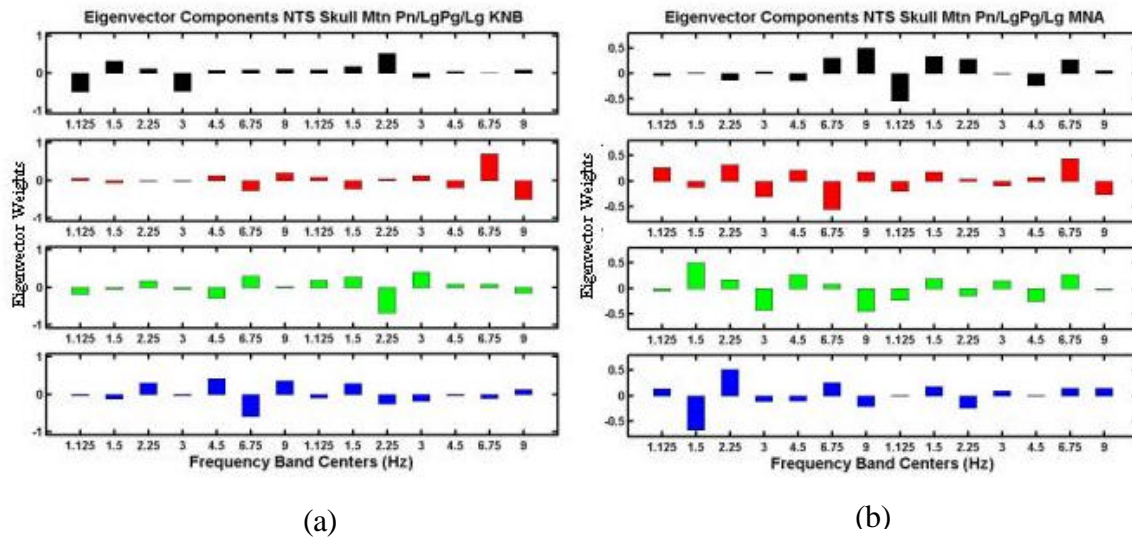 Eigenvector Components NTS Skull Mtn Pn/LgPg/Lg KNB
1
0
-1
1.125 1.5 2.25 3 4.5 6.75 9 1.125 1.5 2.25 3 4.5 6.75 9
1
0
-1
1.125 1.5 2.25 3 4.5 6.75 9 1.125 1.5 2.25 3 4.5 6.75 9
1
0
-1
1.125 1.5 2.25 3 4.5 6.75 9 1.125 1.5 2.25 3 4.5 6.75 9
1
0
-1
1.125 1.5 2.25 3 4.5 6.75 9 1.125 1.5 2.25 3 4.5 6.75 9
Eigenvector Weights
Frequency Band Centers (Hz)
(a)
Eigenvector Components NTS Skull Mtn Pn/LgPg/Lg MNA
0.5
0
-0.5
1.125 1.5 2.25 3 4.5 6.75 9 1.125 1.5 2.25 3 4.5 6.75 9
0.5
0
-0.5
1.125 1.5 2.25 3 4.5 6.75 9 1.125 1.5 2.25 3 4.5 6.75 9
0.5
0
-0.5
1.125 1.5 2.25 3 4.5 6.75 9 1.125 1.5 2.25 3 4.5 6.75 9
0.5
0
-0.5
1.125 1.5 2.25 3 4.5 6.75 9 1.125 1.5 2.25 3 4.5 6.75 9
Eigenvector Weights
Frequency Band Centers (Hz)
(b)